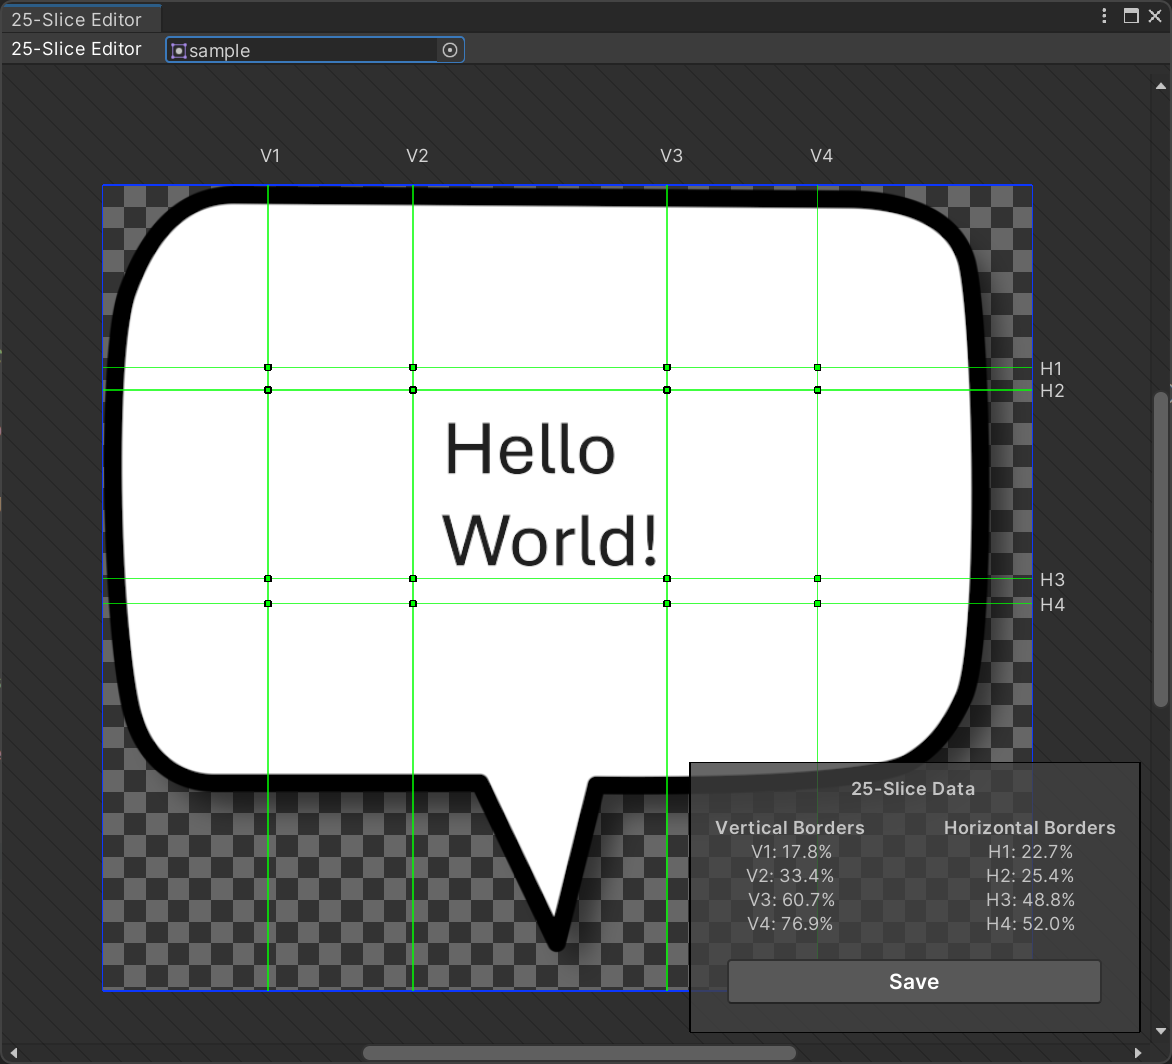 25-Slice Editor
25-Slice Editor sample
V1 V2 V3 V4
H1
H2
Hello
World!
H3
H4
25-Slice Data
Vertical Borders Horizontal Borders
V1: 17.8% H1: 22.7%
V2: 33.4% H2: 25.4%
V3: 60.7% H3: 48.8%
V4: 76.9% H4: 52.0%
Save